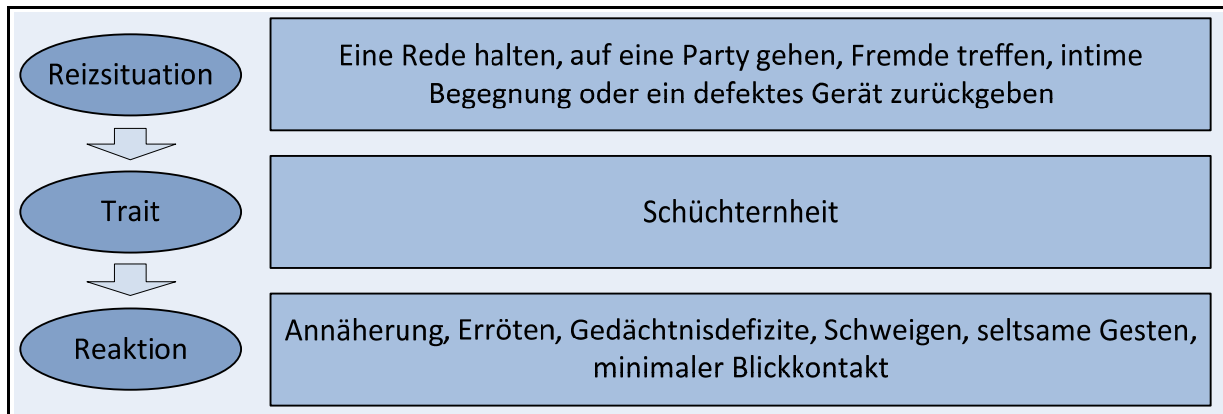 Reizsituation
Eine Rede halten, auf eine Party gehen, Fremde treffen, intime
Begegnung oder ein defektes Gerät zurückgeben
Trait
Schüchternheit
Reaktion
Annäherung, Erröten, Gedächtnisdefizite, Schweigen, seltsame Gesten,
minimaler Blickkontakt